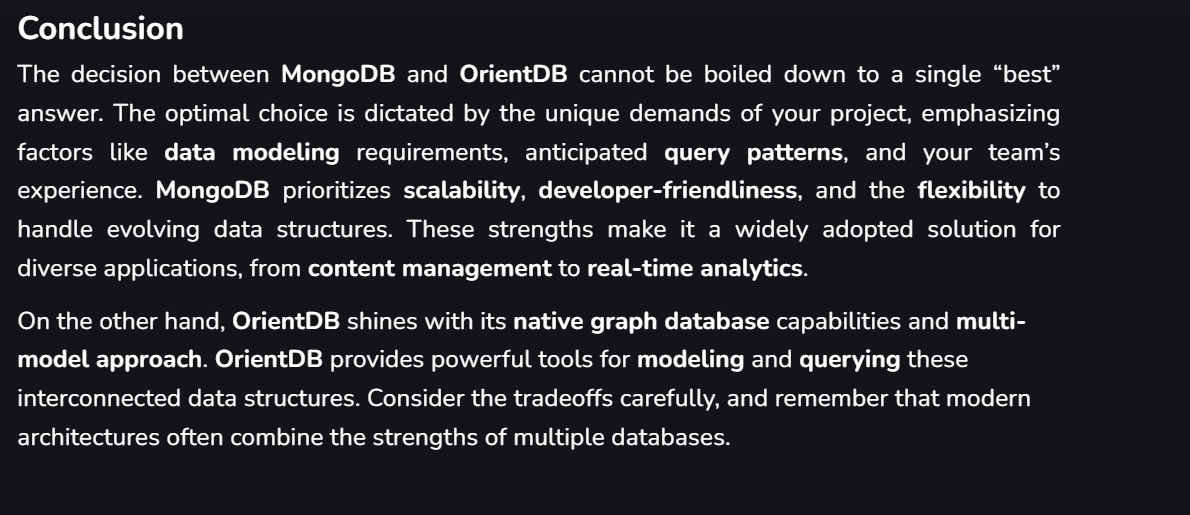 Conclusion
The decision between MongoDB and OrientDB cannot be boiled down to a single “best”
answer. The optimal choice is dictated by the unique demands of your project, emphasizing
factors like data modeling requirements, anticipated query patterns, and your team’s
experience. MongoDB prioritizes scalability, developer-friendliness, and the flexibility to
handle evolving data structures. These strengths make it a widely adopted solution for
diverse applications, from content management to real-time analytics.
On the other hand, OrientDB shines with its native graph database capabilities and multi-
model approach. OrientDB provides powerful tools for modeling and querying these
interconnected data structures. Consider the tradeoffs carefully, and remember that modern
architectures often combine the strengths of multiple databases.